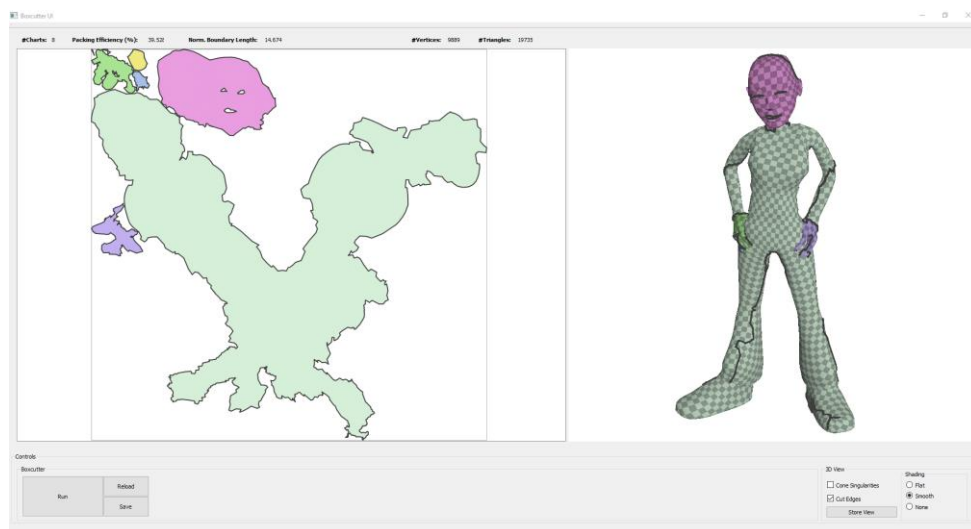 Boxcutter UI
#Charts: 8 Packing Efficiency (%): 39.528 Norm. Boundary Length: 14.674 #Vertices: 9889 #Triangles: 19735
Controls
Boxcutter
Run
Reload
Save
3D View
Cone Singularities
Cut Edges
Store View
Shading
Flat
Smooth
None